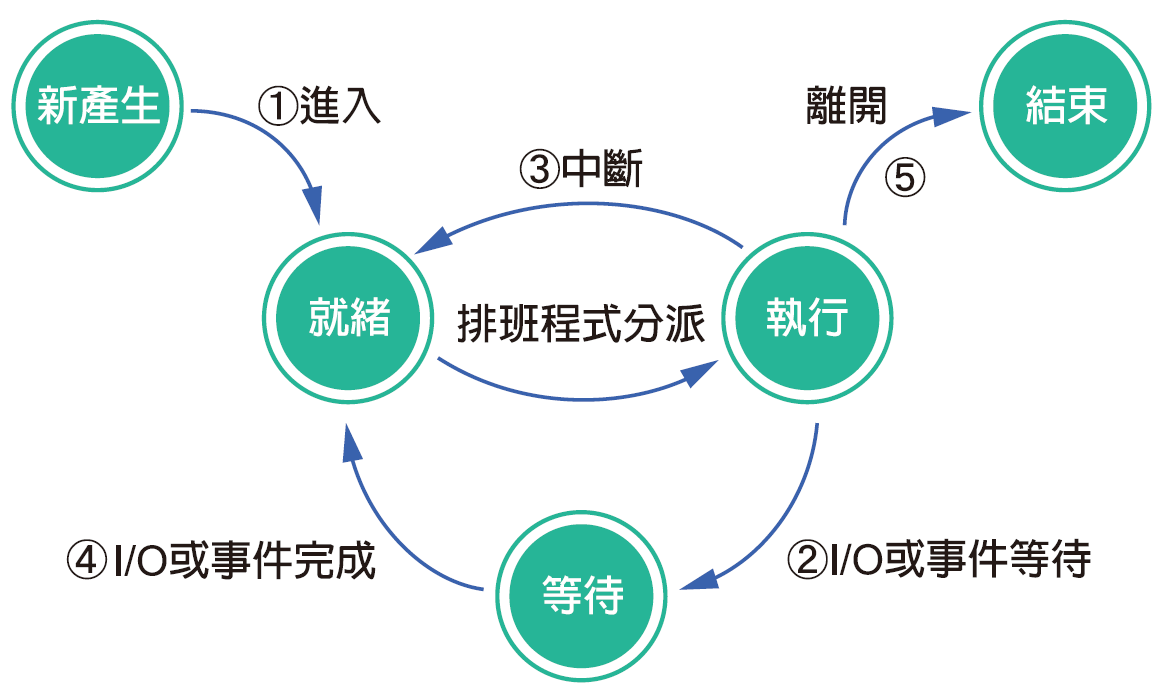 新產生
①進入
離開
結束
③中斷
⑤
就緒
排班程式分派
執行
④I/O或事件完成
等待
②I/O或事件等待